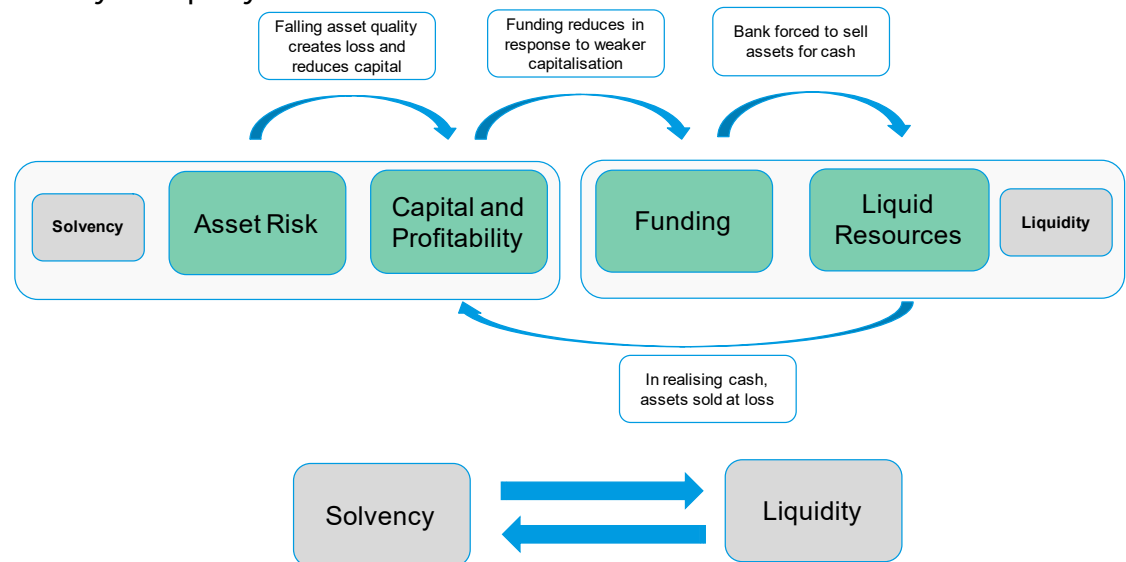 Falling asset quality
creates loss and
reduces capital
Funding reduces in
response to weaker
capitalisation
Bank forced to sell
assets for cash
Solvency
Asset Risk
Capital and
Profitability
Funding
Liquid
Resources
Liquidity
In realising cash,
assets sold at loss
Solvency
Liquidity